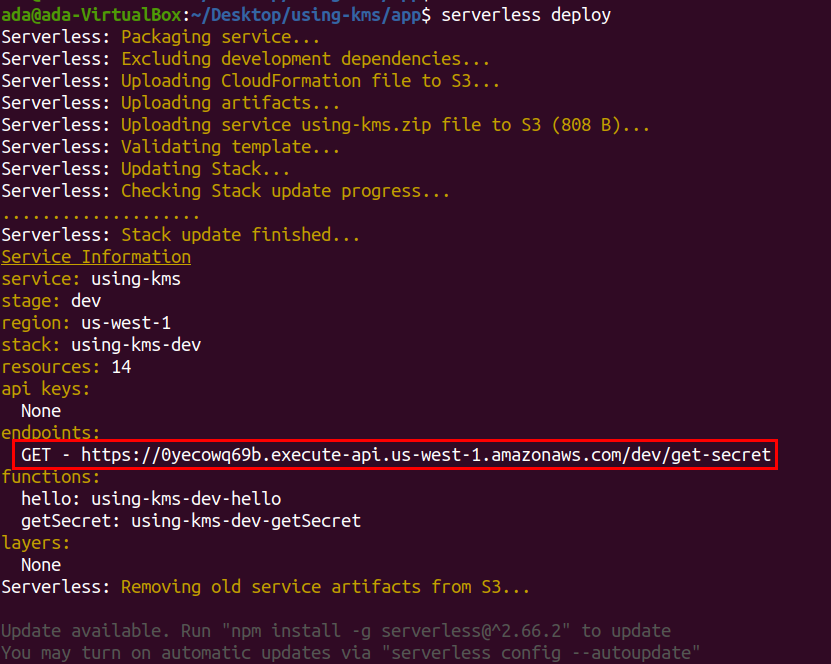 ada@ada-VirtualBox:~/Desktop/using-kms/app$ serverless deploy
Serverless: Packaging service...
Serverless: Excluding development dependencies...
Serverless: Uploading CloudFormation file to S3...
Serverless: Uploading artifacts...
Serverless: Uploading service using-kms.zip file to S3 (808 B)...
Serverless: Validating template...
Serverless: Updating Stack...
Serverless: Checking Stack update progress...
....................
Serverless: Stack update finished...
Service Information
service: using-kms
stage: dev
region: us-west-1
stack: using-kms-dev
resources: 14
api keys:
  None
endpoints:
  GET - https://0yecowq69b.execute-api.us-west-1.amazonaws.com/dev/get-secret
functions:
  hello: using-kms-dev-hello
  getSecret: using-kms-dev-getSecret
layers:
  None
Serverless: Removing old service artifacts from S3...
Update available. Run "npm install -g serverless@^2.66.2" to update
You may turn on automatic updates via "serverless config --autoupdate"